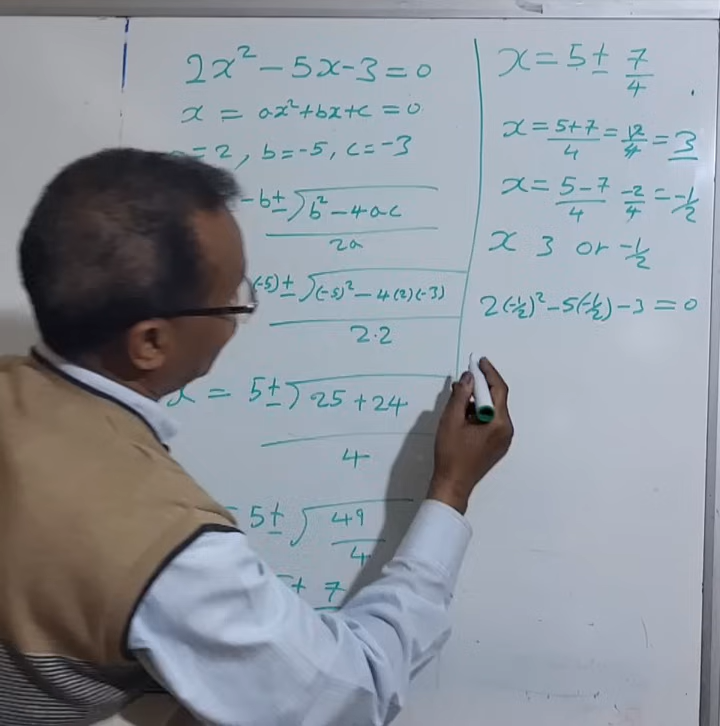 2x² - 5x - 3 = 0
x = ax² + bx + c = 0
=2, b = -5, c = -3
-b ± √b² - 4ac
2a
(-5) ± √(-5)² - 4(2)(-3)
2·2
x = 5 ± √25 + 24
4
= 5 ± √49
4
± 7
x = 5 ± 7
4
x = 5+7/4 = 12/4 = 3
x = 5-7/4 -2/4 = -1/2
x 3 or -1/2
2(-1/2)² - 5(-1/2) - 3 = 0